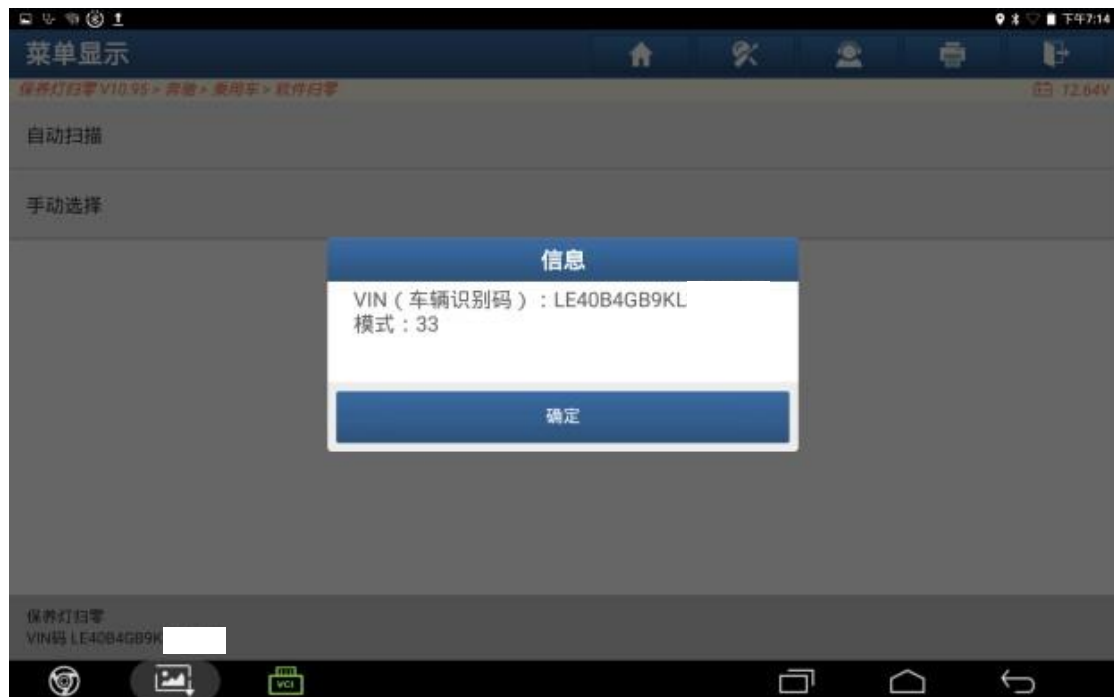 下午7:14
菜单显示
保养灯归零 V10.95 > 奔驰 > 乘用车 > 软件归零
12.64V
自动扫描
手动选择
信息
VIN（车辆识别码）：LE40B4GB9KL
模式：33
确定
保养灯归零
VIN码 LE40B4GB9K
VCI